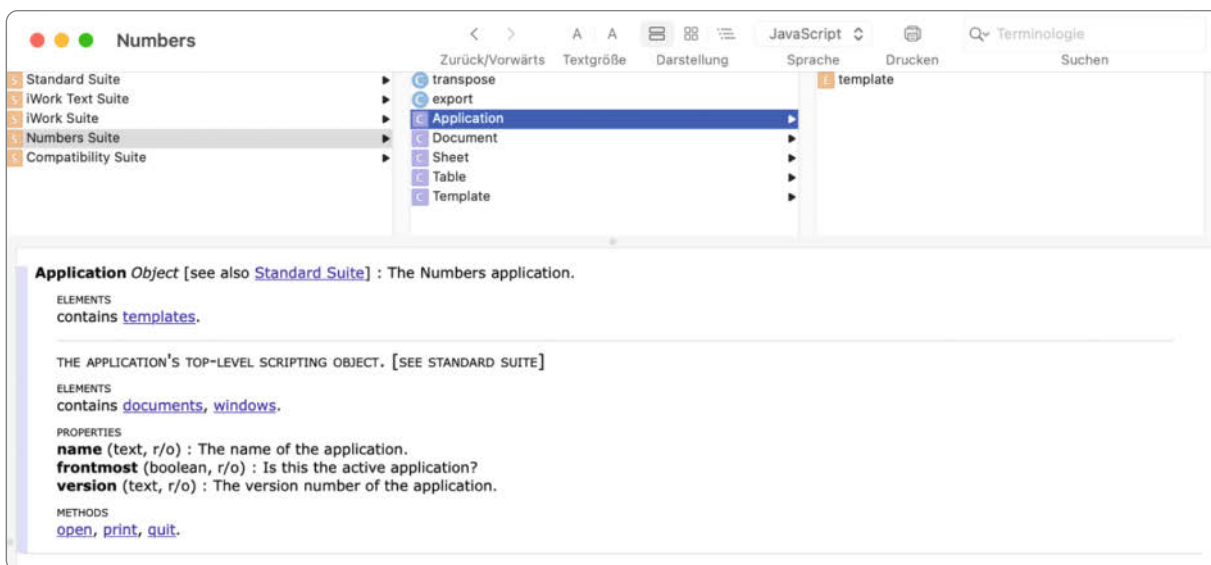 Numbers
A A
JavaScript
Terminologie
Zurück/Vorwärts Textgröße Darstellung Sprache Drucken Suchen
S Standard Suite
S iWork Text Suite
S iWork Suite
S Numbers Suite
S Compatibility Suite
C transpose
C export
C Application
C Document
C Sheet
C Table
C Template
E template
Application Object [see also Standard Suite] : The Numbers application.
ELEMENTS
contains templates.
THE APPLICATION'S TOP-LEVEL SCRIPTING OBJECT. [SEE STANDARD SUITE]
ELEMENTS
contains documents, windows.
PROPERTIES
name (text, r/o) : The name of the application.
frontmost (boolean, r/o) : Is this the active application?
version (text, r/o) : The version number of the application.
METHODS
open, print, quit.